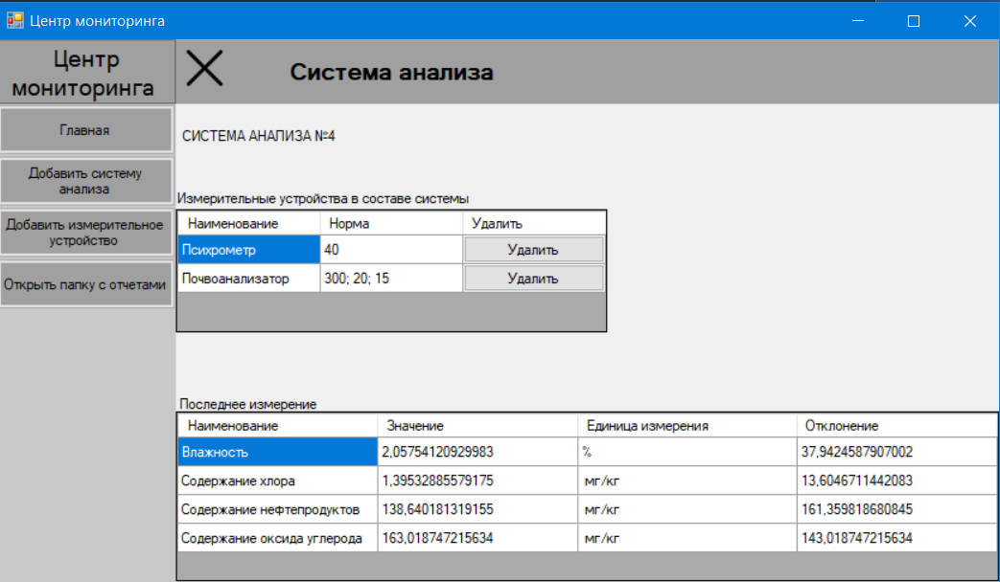 Центр мониторинга
Центр
мониторинга
Система анализа
Главная
Добавить систему
анализа
Добавить измерительное
устройство
Открыть папку с отчетами
СИСТЕМА АНАЛИЗА №4
Измерительные устройства в составе системы
Наименование Норма Удалить
Психрометр 40 Удалить
Почвоанализатор 300; 20; 15 Удалить
Последнее измерение
Наименование Значение Единица измерения Отклонение
Влажность 2,05754120929983 % 37,9424587907002
Содержание хлора 1,39532885579175 мг/кг 13,6046711442083
Содержание нефтепродуктов 138,640181319155 мг/кг 161,359818680845
Содержание оксида углерода 163,018747215634 мг/кг 143,018747215634